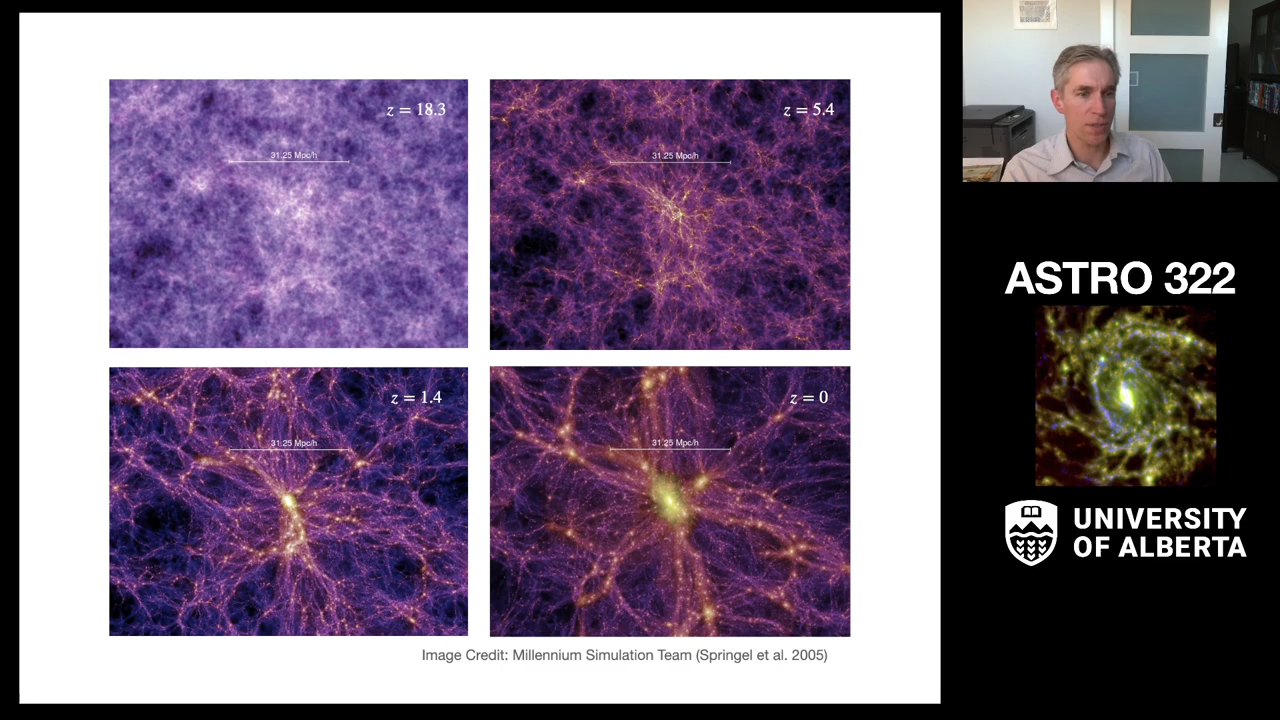 z = 18.3
31.25 Mpc/h
z = 5.4
31.25 Mpc/h
z = 1.4
31.25 Mpc/h
z = 0
31.25 Mpc/h
Image Credit: Millennium Simulation Team (Springel et al. 2005)
ASTRO 322
UNIVERSITY
OF ALBERTA